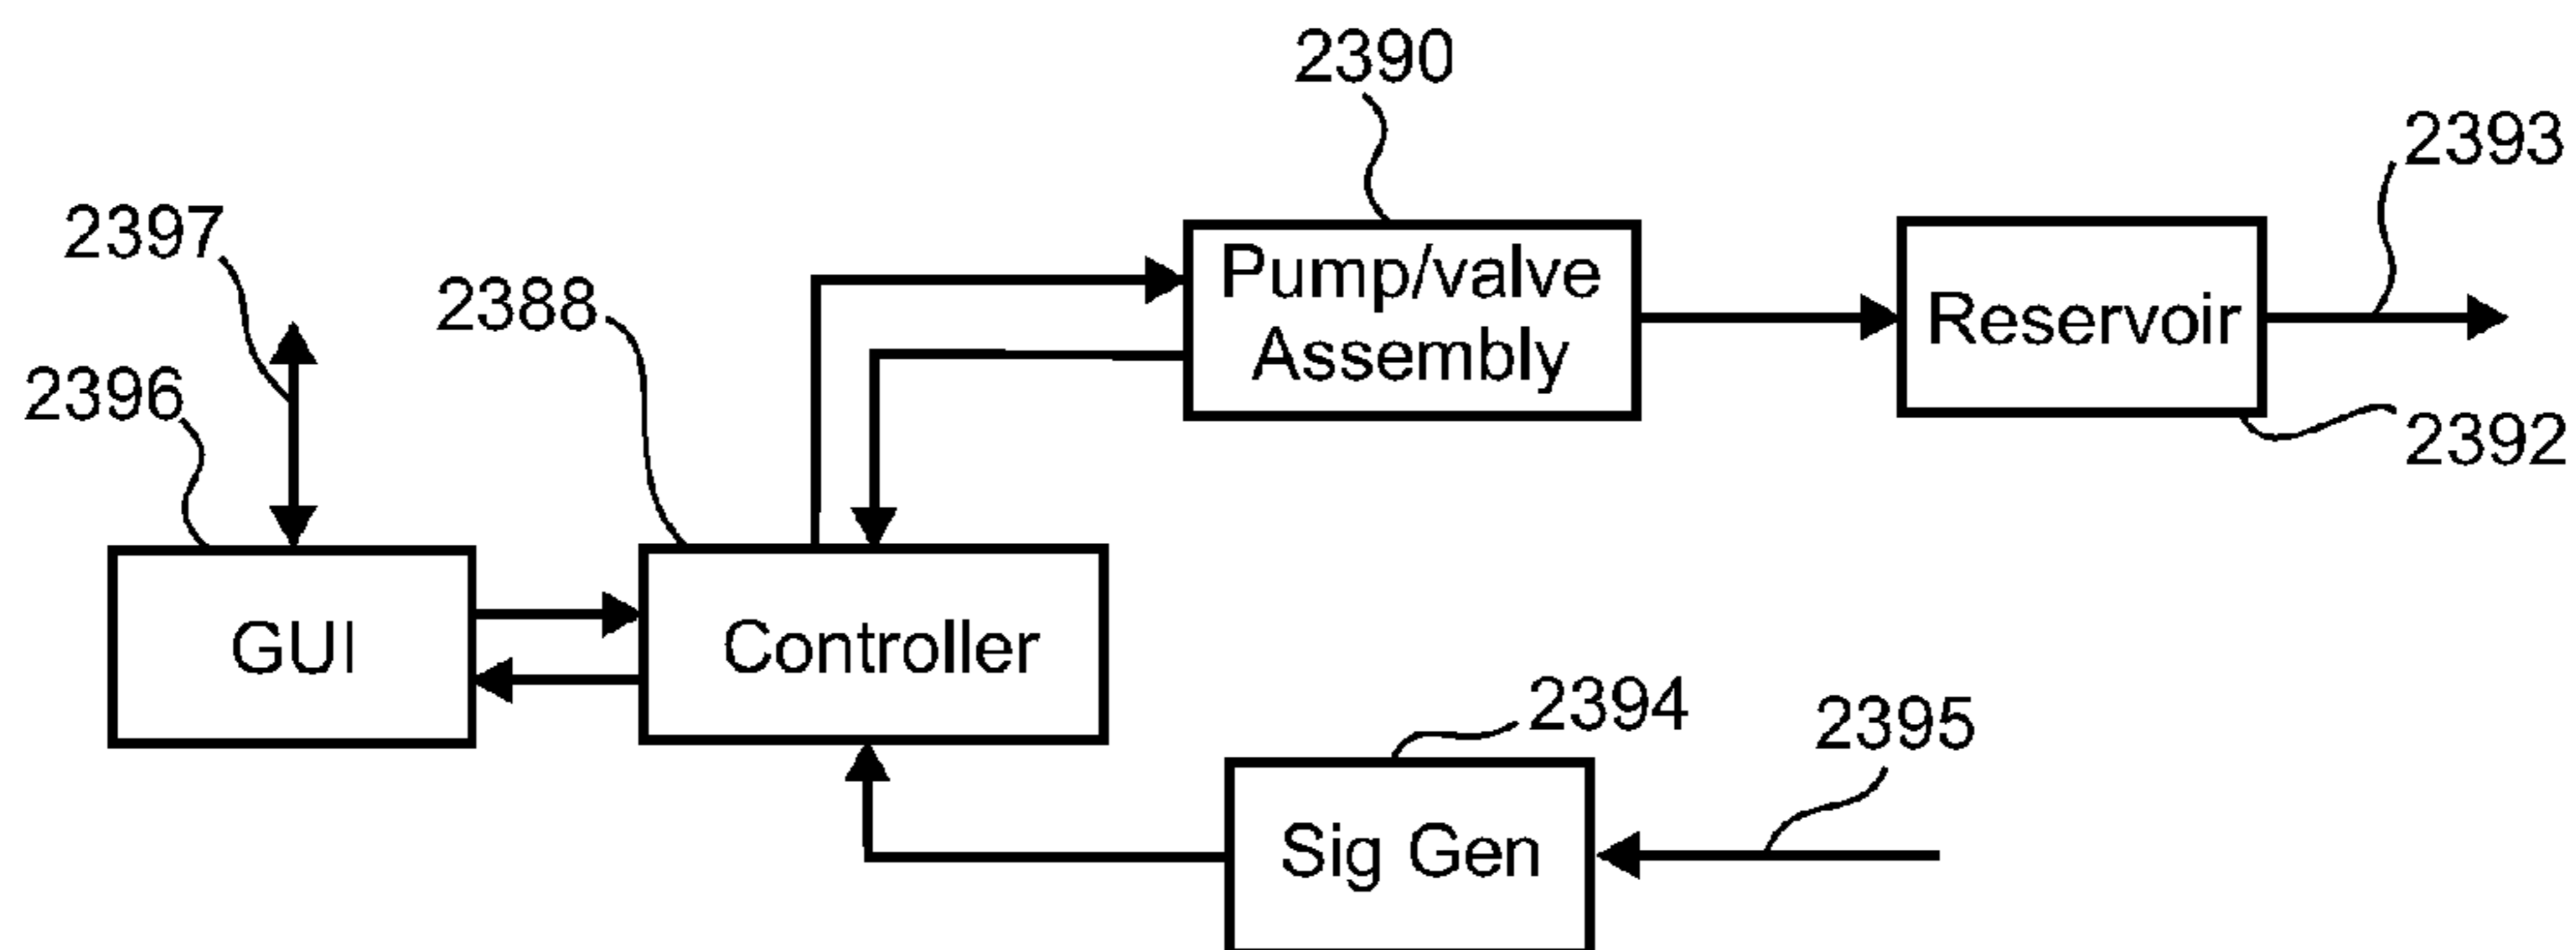 2390
2393
2397
2388
Pump/valve
Assembly
Reservoir
2396
2392
GUI
Controller
2394
2395
Sig Gen